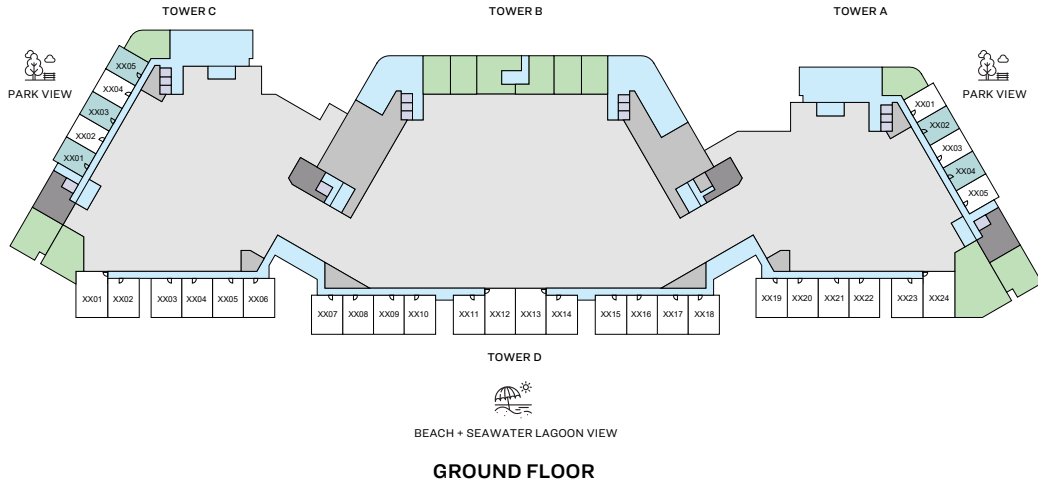 TOWER C
TOWER B
TOWER A
PARK VIEW
PARK VIEW
XX05
XX04
XX03
XX02
XX01
XX01
XX02
XX03
XX04
XX05
XX01
XX02
XX03
XX04
XX05
XX06
XX07
XX08
XX09
XX10
XX11
XX12
XX13
XX14
XX15
XX16
XX17
XX18
XX19
XX20
XX21
XX22
XX23
XX24
TOWER D
BEACH + SEAWATER LAGOON VIEW
GROUND FLOOR